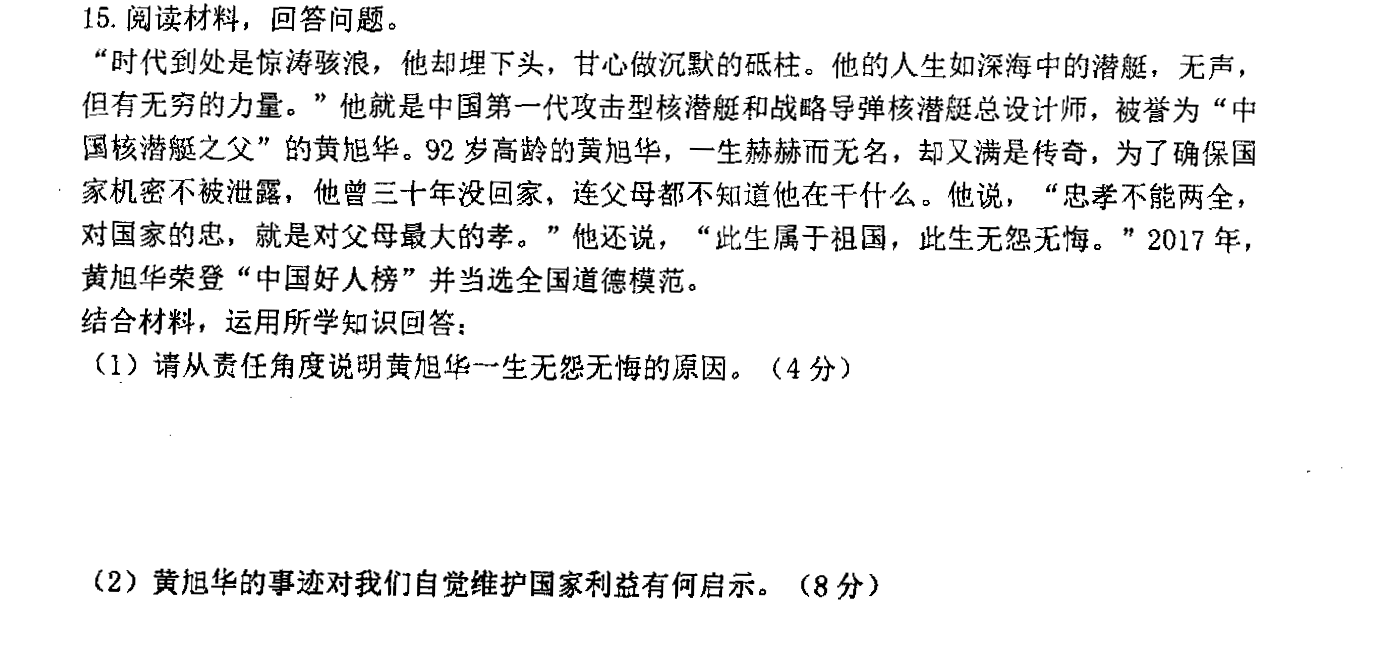 15. 阅读材料，回答问题。
“时代到处是惊涛骇浪，他却埋下头，甘心做沉默的砥柱。他的人生如深海中的潜艇，无声，
但有无穷的力量。”他就是中国第一代攻击型核潜艇和战略导弹核潜艇总设计师，被誉为“中
国核潜艇之父”的黄旭华。92 岁高龄的黄旭华，一生赫赫而无名，却又满是传奇，为了确保国
家机密不被泄露，他曾三十年没回家，连父母都不知道他在干什么。他说，“忠孝不能两全，
对国家的忠，就是对父母最大的孝。”他还说，“此生属于祖国，此生无怨无悔。”2017 年，
黄旭华荣登“中国好人榜”并当选全国道德模范。
结合材料，运用所学知识回答：
（1）请从责任角度说明黄旭华一生无怨无悔的原因。（4 分）
（2）黄旭华的事迹对我们自觉维护国家利益有何启示。（8 分）